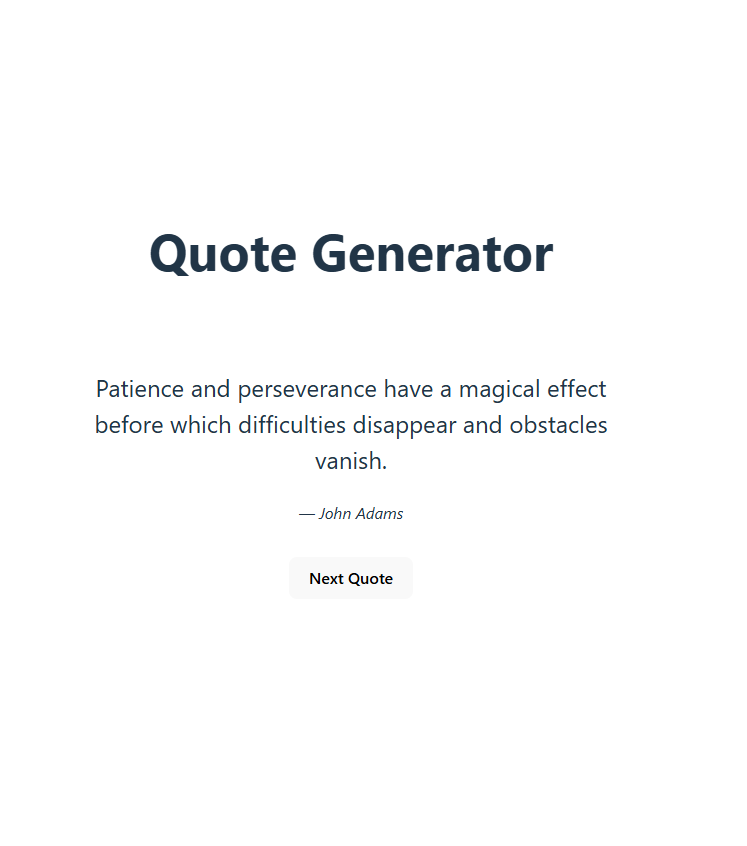 Quote Generator
Patience and perseverance have a magical effect
before which difficulties disappear and obstacles
vanish.
— John Adams
Next Quote